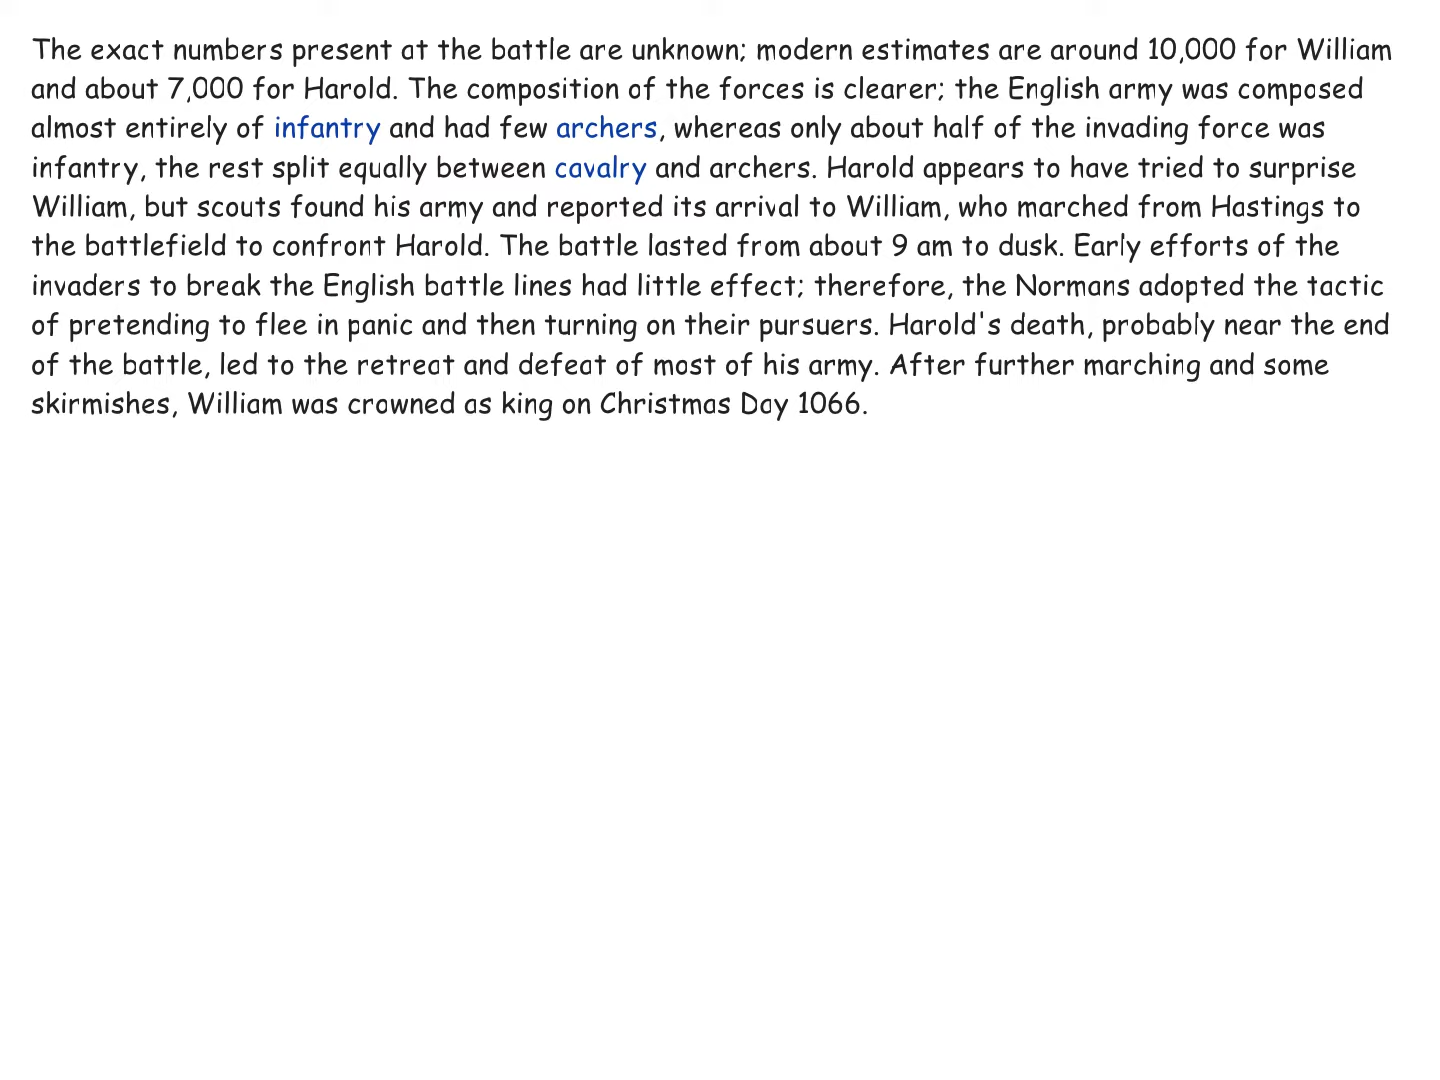 The exact numbers present at the battle are unknown; modern estimates are around 10,000 for William
and about 7,000 for Harold. The composition of the forces is clearer; the English army was composed
almost entirely of infantry and had few archers, whereas only about half of the invading force was
infantry, the rest split equally between cavalry and archers. Harold appears to have tried to surprise
William, but scouts found his army and reported its arrival to William, who marched from Hastings to
the battlefield to confront Harold. The battle lasted from about 9 am to dusk. Early efforts of the
invaders to break the English battle lines had little effect; therefore, the Normans adopted the tactic
of pretending to flee in panic and then turning on their pursuers. Harold's death, probably near the end
of the battle, led to the retreat and defeat of most of his army. After further marching and some
skirmishes, William was crowned as king on Christmas Day 1066.